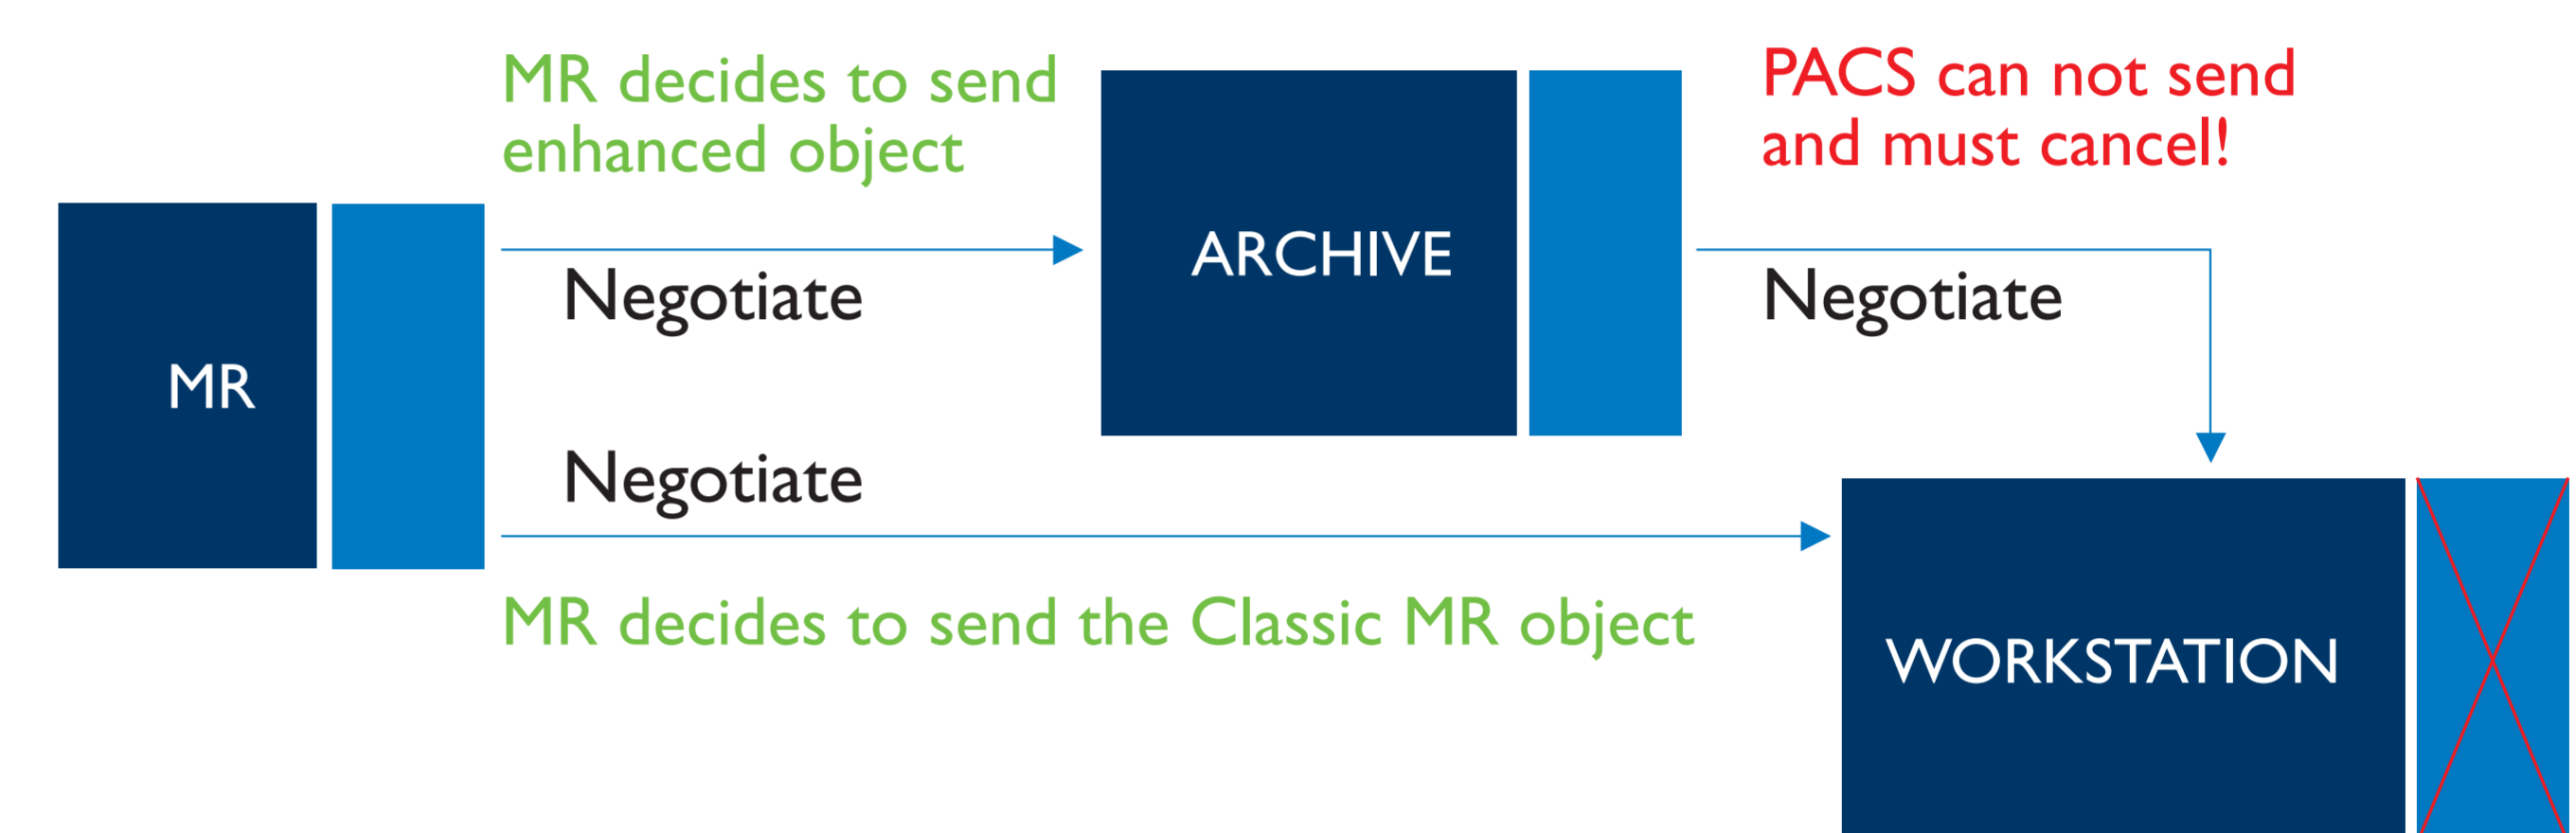 MR decides to send
enhanced object
PACS can not send
and must cancel!
MR
Negotiate
ARCHIVE
Negotiate
Negotiate
MR decides to send the Classic MR object
WORKSTATION